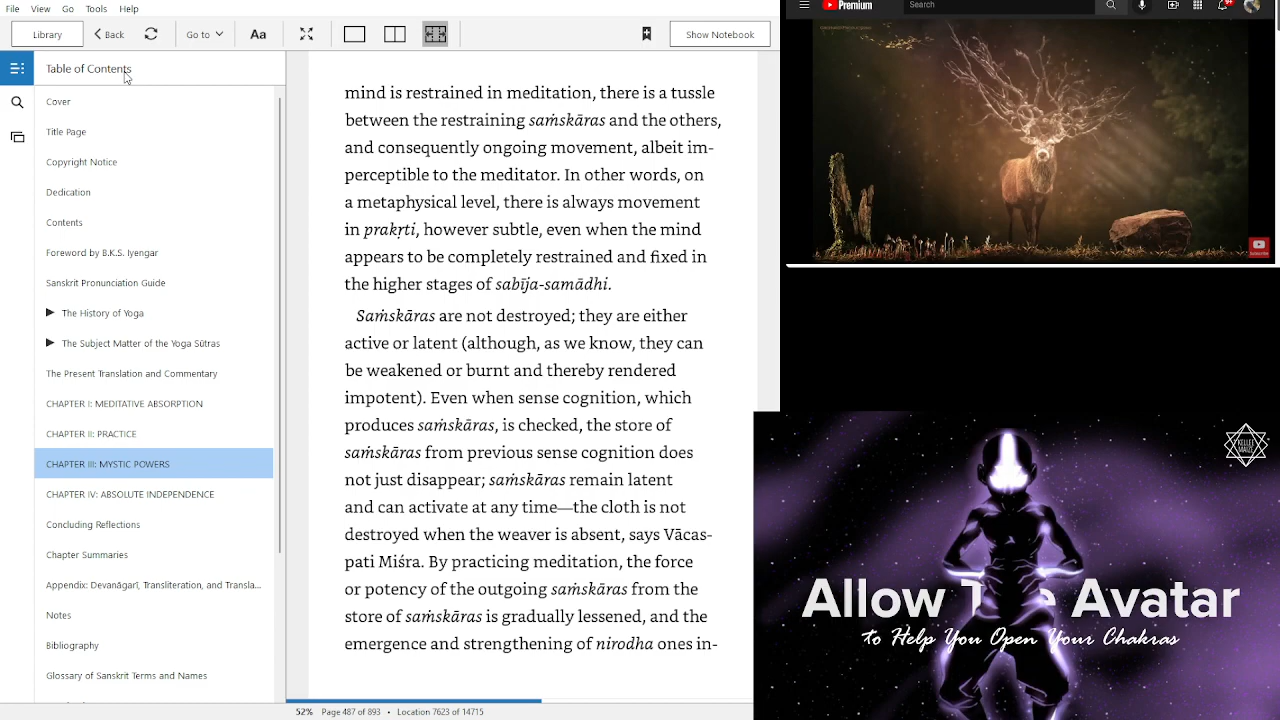 File View Go Tools Help
Library Back Go to Aa Show Notebook
Table of Contents
Cover
Title Page
Copyright Notice
Dedication
Contents
Foreword by B.K.S. Iyengar
Sanskrit Pronunciation Guide
The History of Yoga
The Subject Matter of the Yoga Sūtras
The Present Translation and Commentary
CHAPTER I: MEDITATIVE ABSORPTION
CHAPTER II: PRACTICE
CHAPTER III: MYSTIC POWERS
CHAPTER IV: ABSOLUTE INDEPENDENCE
Concluding Reflections
Chapter Summaries
Appendix: Devanāgarī, Transliteration, and Transla...
Notes
Bibliography
Glossary of Sanskrit Terms and Names
mind is restrained in meditation, there is a tussle
between the restraining saṁskāras and the others,
and consequently ongoing movement, albeit im-
perceptible to the meditator. In other words, on
a metaphysical level, there is always movement
in prakṛti, however subtle, even when the mind
appears to be completely restrained and fixed in
the higher stages of sabīja-samādhi.
Saṁskāras are not destroyed; they are either
active or latent (although, as we know, they can
be weakened or burnt and thereby rendered
impotent). Even when sense cognition, which
produces saṁskāras, is checked, the store of
saṁskāras from previous sense cognition does
not just disappear; saṁskāras remain latent
and can activate at any time—the cloth is not
destroyed when the weaver is absent, says Vācas-
pati Miśra. By practicing meditation, the force
or potency of the outgoing saṁskāras from the
store of saṁskāras is gradually lessened, and the
emergence and strengthening of nirodha ones in-
52% Page 487 of 893 • Location 7623 of 14715
Premium Search 9+
Subscribe
Allow T e Avatar
to Help You Open Your Chakras